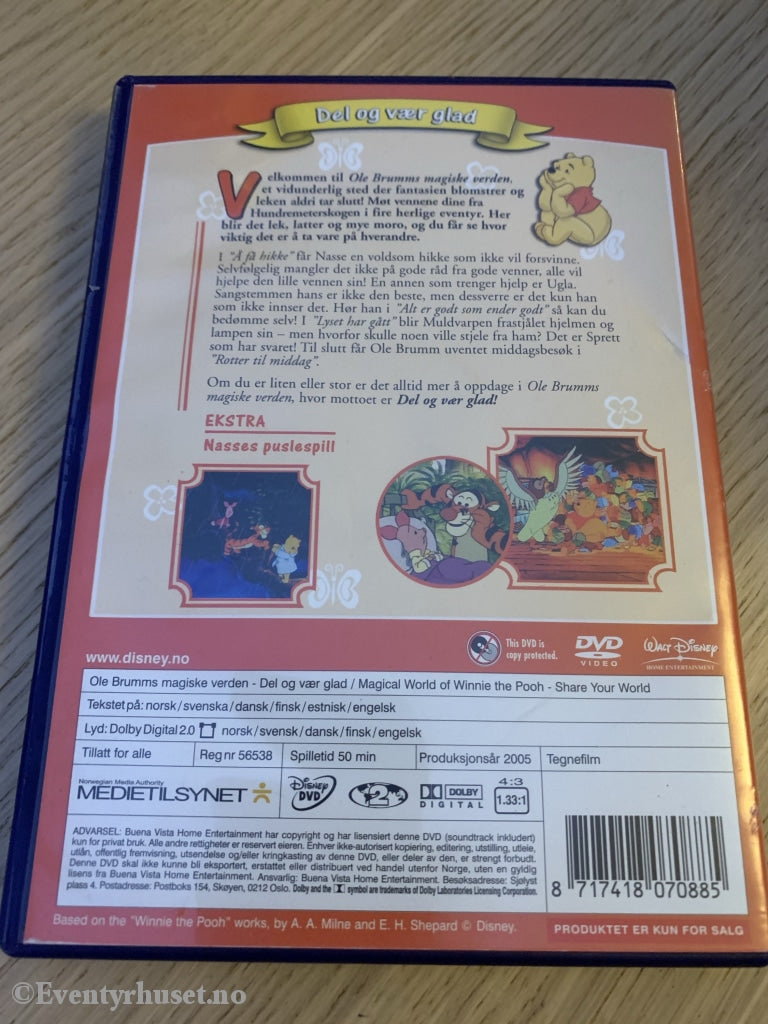 Del og vær glad
Velkommen til Ole Brumms magiske verden,
et vidunderlig sted der fantasien blomstrer og
leken aldri tar slutt! Møt vennene dine fra
Hundremeterskogen i fire herlige eventyr. Her
blir det lek, latter og mye moro, og du får se hvor
viktig det er å ta vare på hverandre.
I "Å få hikke" får Nasse en voldsom hikke som ikke vil forsvinne.
Selvfølgelig mangler det ikke på gode råd fra gode venner, alle vil
hjelpe den lille vennen sin! En annen som trenger hjelp er Ugla.
Sangstemmen hans er ikke den beste, men dessverre er det kun han
som ikke innser det. Hør han i "Alt er godt som ender godt" så kan du
bedømme selv! I "Lyset har gått" blir Muldvarpen frastjålet hjelmen og
lampen sin – men hvorfor skulle noen ville stjele fra ham? Det er Sprett
som har svaret! Til slutt får Ole Brumm uventet middagsbesøk i
"Rotter til middag".
Om du er liten eller stor er det alltid mer å oppdage i Ole Brumms
magiske verden, hvor mottoet er Del og vær glad!
EKSTRA
Nasses puslespill
www.disney.no
This DVD is
copy protected.
DVD
VIDEO
WALT DISNEY
HOME ENTERTAINMENT
Ole Brumms magiske verden - Del og vær glad / Magical World of Winnie the Pooh - Share Your World
Tekstet på: norsk/svenska/dansk/finsk/estnisk/engelsk
Lyd: Dolby Digital 2.0 norsk/svensk/dansk/finsk/engelsk
Tillatt for alle Reg nr 56538 Spilletid 50 min Produksjonsår 2005 Tegnefilm
Norwegian Media Authority
MEDIETILSYNET
Disney
DVD
2
DOLBY
DIGITAL
4:3
1.33:1
ADVARSEL: Buena Vista Home Entertainment har copyright og har lisensiert denne DVD (soundtrack inkludert)
kun for privat bruk. Alle andre rettigheter er reservert eieren. Enhver ikke-autorisert kopiering, editering, utstilling, utleie,
utlån, offentlig fremvisning, utsendelse og/eller kringkasting av denne DVD, eller deler av den, er strengt forbudt.
Denne DVD skal ikke kunne bli eksportert, erstattet eller distribuert ved handel utenfor Norge, uten en gyldig
lisens fra Buena Vista Home Entertainment. Ansvarlig: Buena Vista Home Entertainment. Besøksadresse: Sjølyst
plass 4. Postadresse: Postboks 154, Skøyen, 0212 Oslo. Dolby and the symbol are trademarks of Dolby Laboratories Licensing Corporation.
8 717418 070885
Based on the "Winnie the Pooh" works, by A. A. Milne and E. H. Shepard © Disney.
PRODUKTET ER KUN FOR SALG
©Eventyrhuset.no